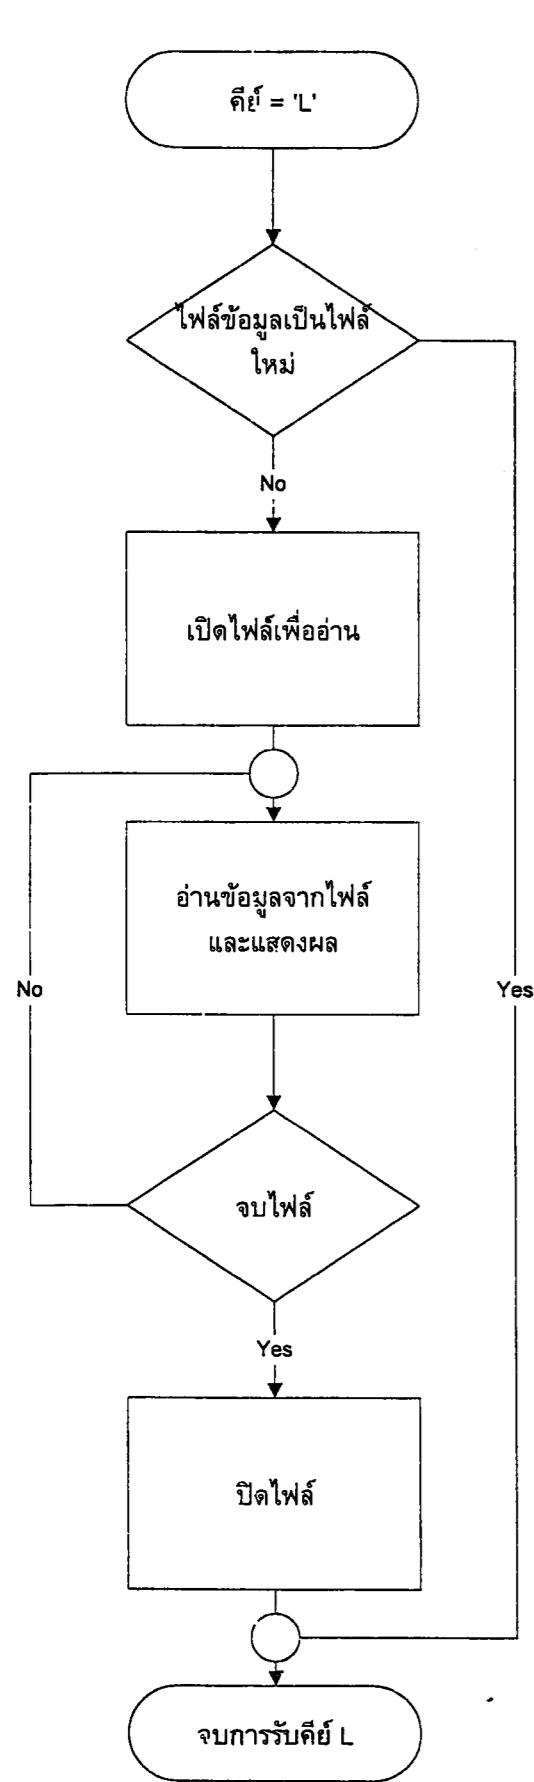 คีย์ = 'L'
ไฟล์ข้อมูลเป็นไฟล์
ใหม่
No
เปิดไฟล์เพื่ออ่าน
อ่านข้อมูลจากไฟล์
และแสดงผล
No
Yes
จบไฟล์
Yes
ปิดไฟล์
จบการรับคีย์ L